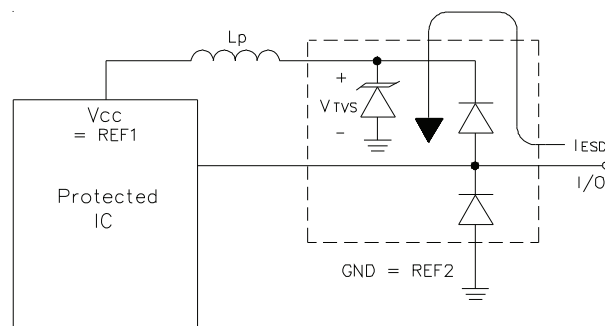 Lp
+
VTVS
-
Vcc
= REF1
Protected
IC
IESD
I/O
GND = REF2